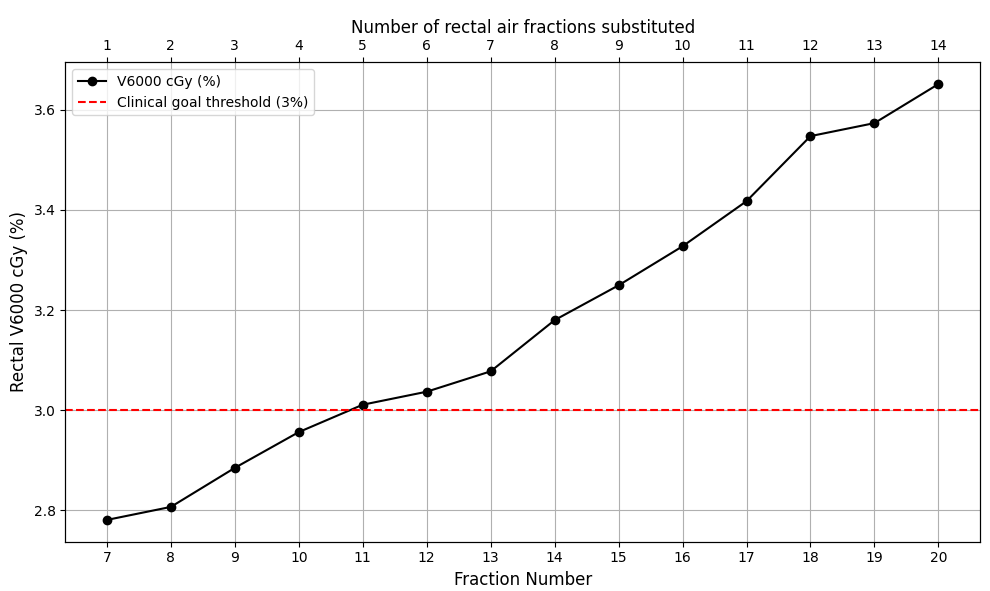 Number of rectal air fractions substituted
1 2 3 4 5 6 7 8 9 10 11 12 13 14
V6000 cGy (%)
Clinical goal threshold (3%)
Rectal V6000 cGy (%)
3.6
3.4
3.2
3.0
2.8
7 8 9 10 11 12 13 14 15 16 17 18 19 20
Fraction Number